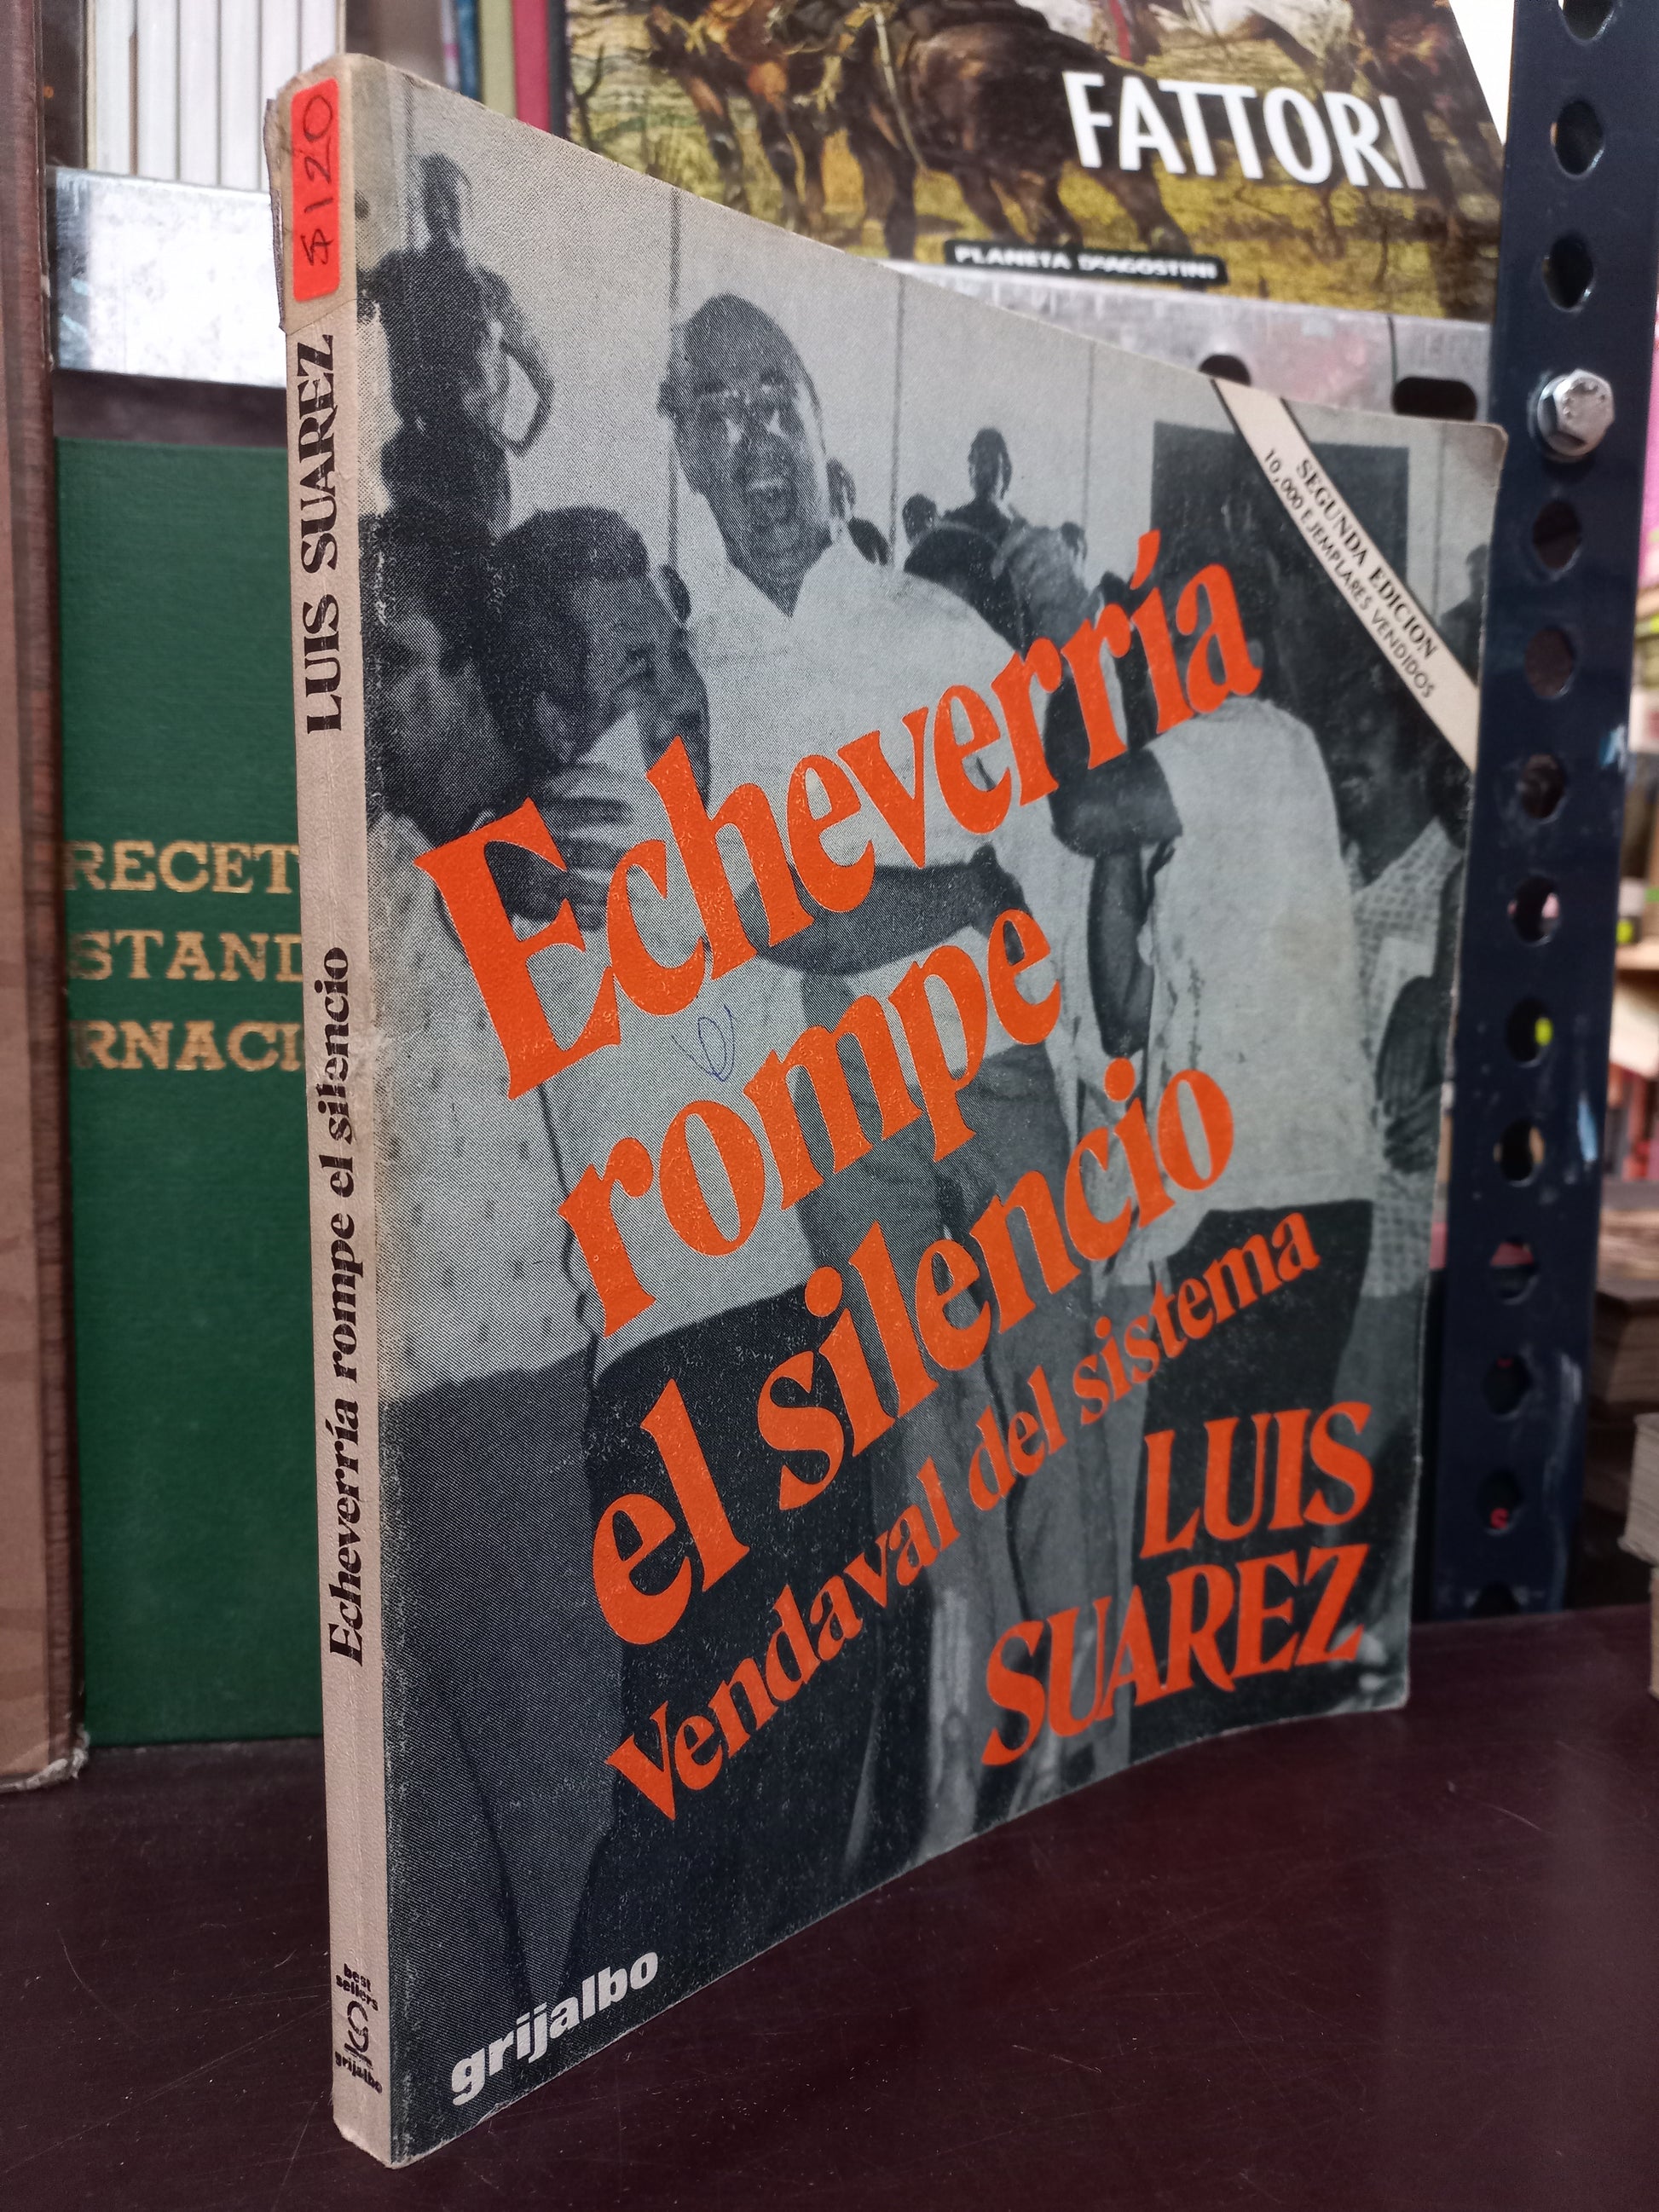 FATTORI
PLANETA DEAGOSTINI
$120
LUIS SUAREZ
Echeverría rompe el silencio
best
sellers
grijalbo
SEGUNDA EDICION
10,000 EJEMPLARES VENDIDOS
Echeverría
rompe
el silencio
Vendaval del sistema
LUIS
SUAREZ
grijalbo
RECET
STAND
RNACI